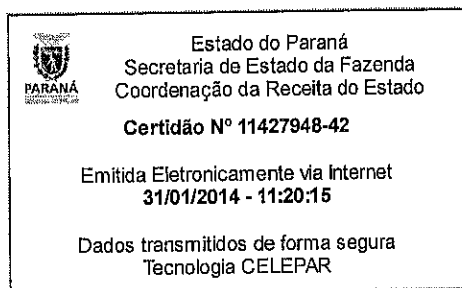 Estado do Paraná
Secretaria de Estado da Fazenda
PARANÁ
Coordenação da Receita do Estado
Certidão Nº 11427948-42
Emitida Eletronicamente via Internet
31/01/2014 - 11:20:15
Dados transmitidos de forma segura
Tecnologia CELEPAR